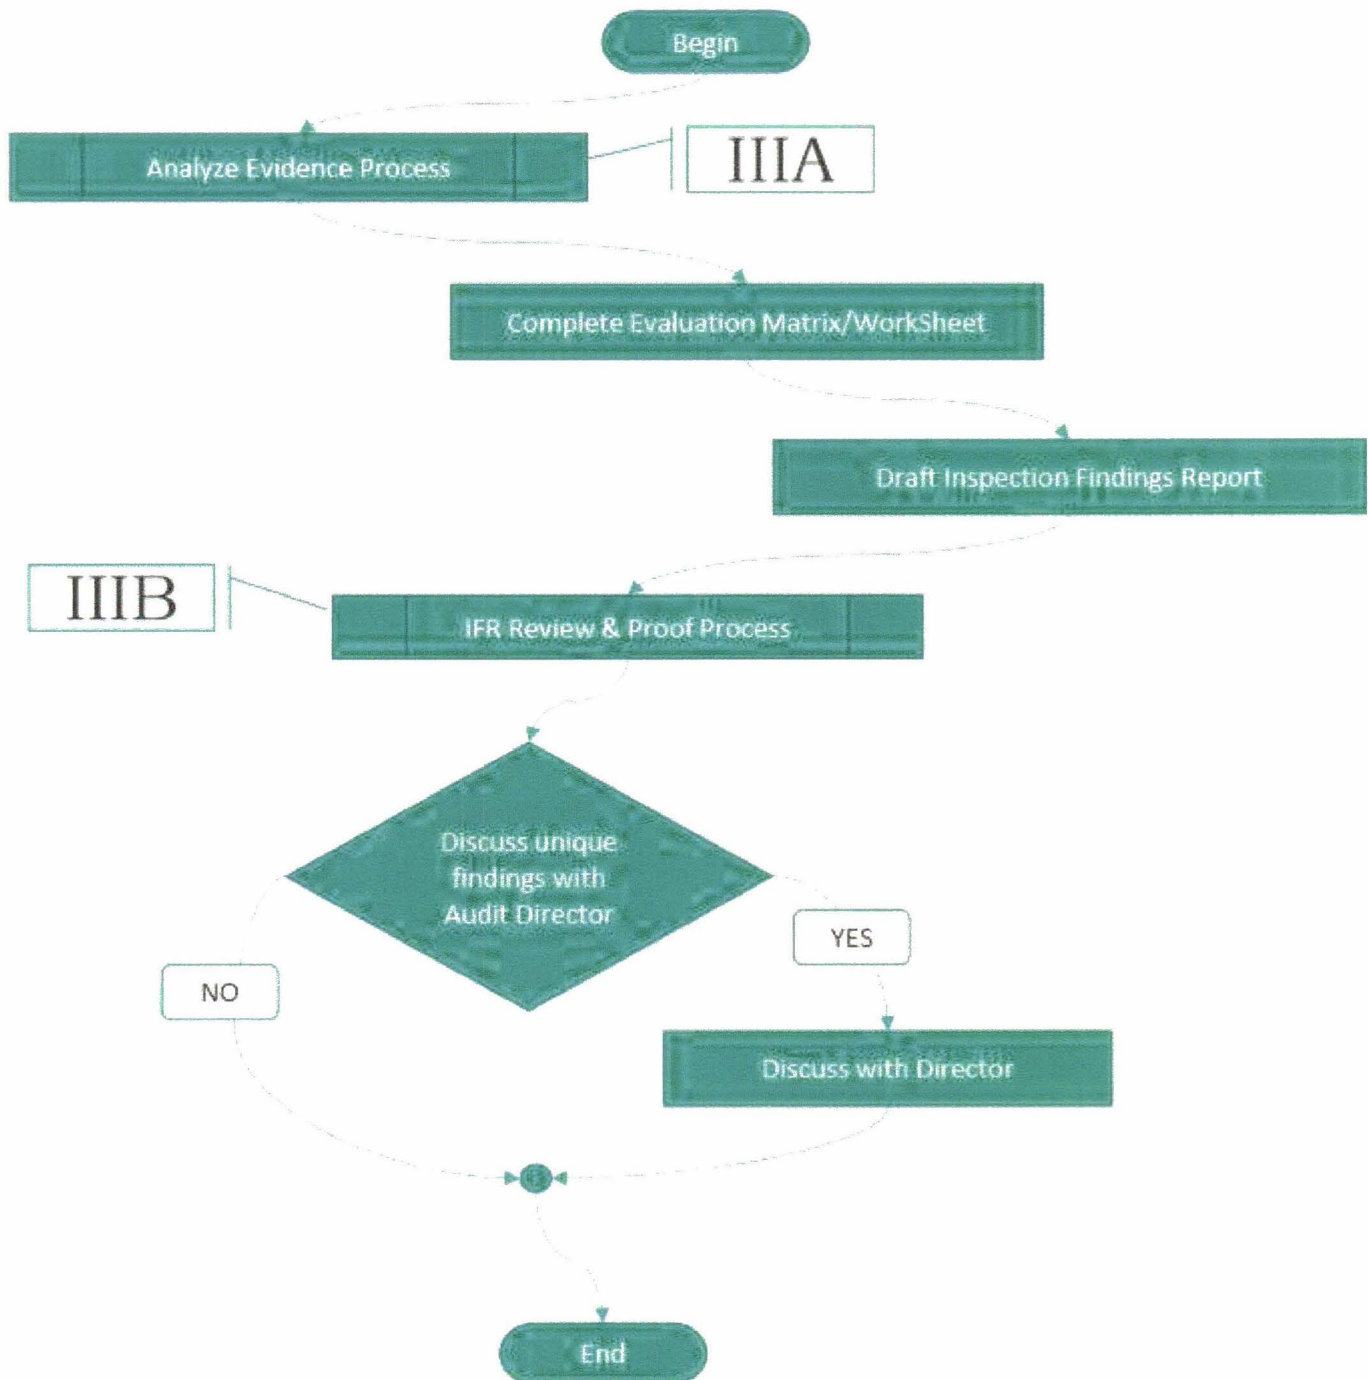 Begin
Analyze Evidence Process
IIIA
Complete Evaluation Matrix/WorkSheet
Draft Inspection Findings Report
IIIB
IFR Review & Proof Process
Discuss unique
findings with
Audit Director
YES
NO
Discuss with Director
End